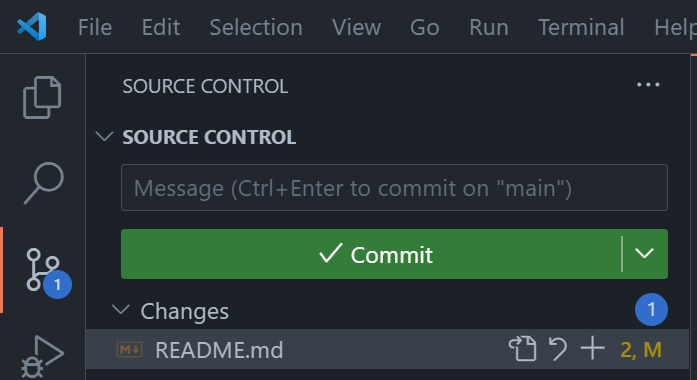 File Edit Selection View Go Run Terminal Help
SOURCE CONTROL
SOURCE CONTROL
Message (Ctrl+Enter to commit on "main")
1
Commit
Changes 1
README.md 2, M